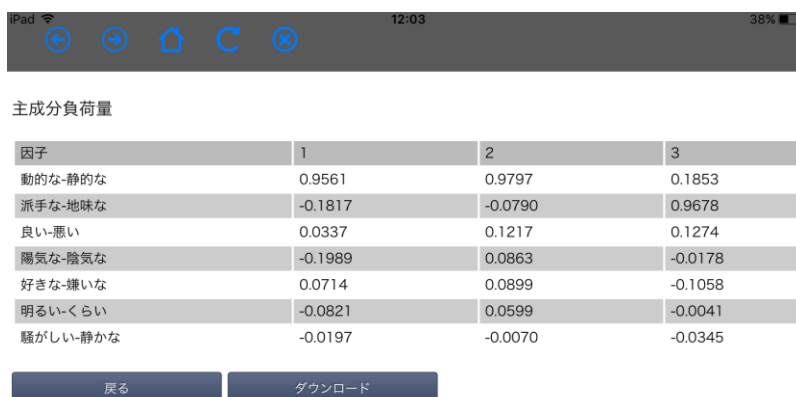 iPad 12:03 38%
主成分負荷量
因子 1 2 3
動的な-静的な 0.9561 0.9797 0.1853
派手な-地味な -0.1817 -0.0790 0.9678
良い-悪い 0.0337 0.1217 0.1274
陽気な-陰気な -0.1989 0.0863 -0.0178
好きな-嫌いな 0.0714 0.0899 -0.1058
明るい-くらい -0.0821 0.0599 -0.0041
騒がしい-静かな -0.0197 -0.0070 -0.0345
戻る ダウンロード